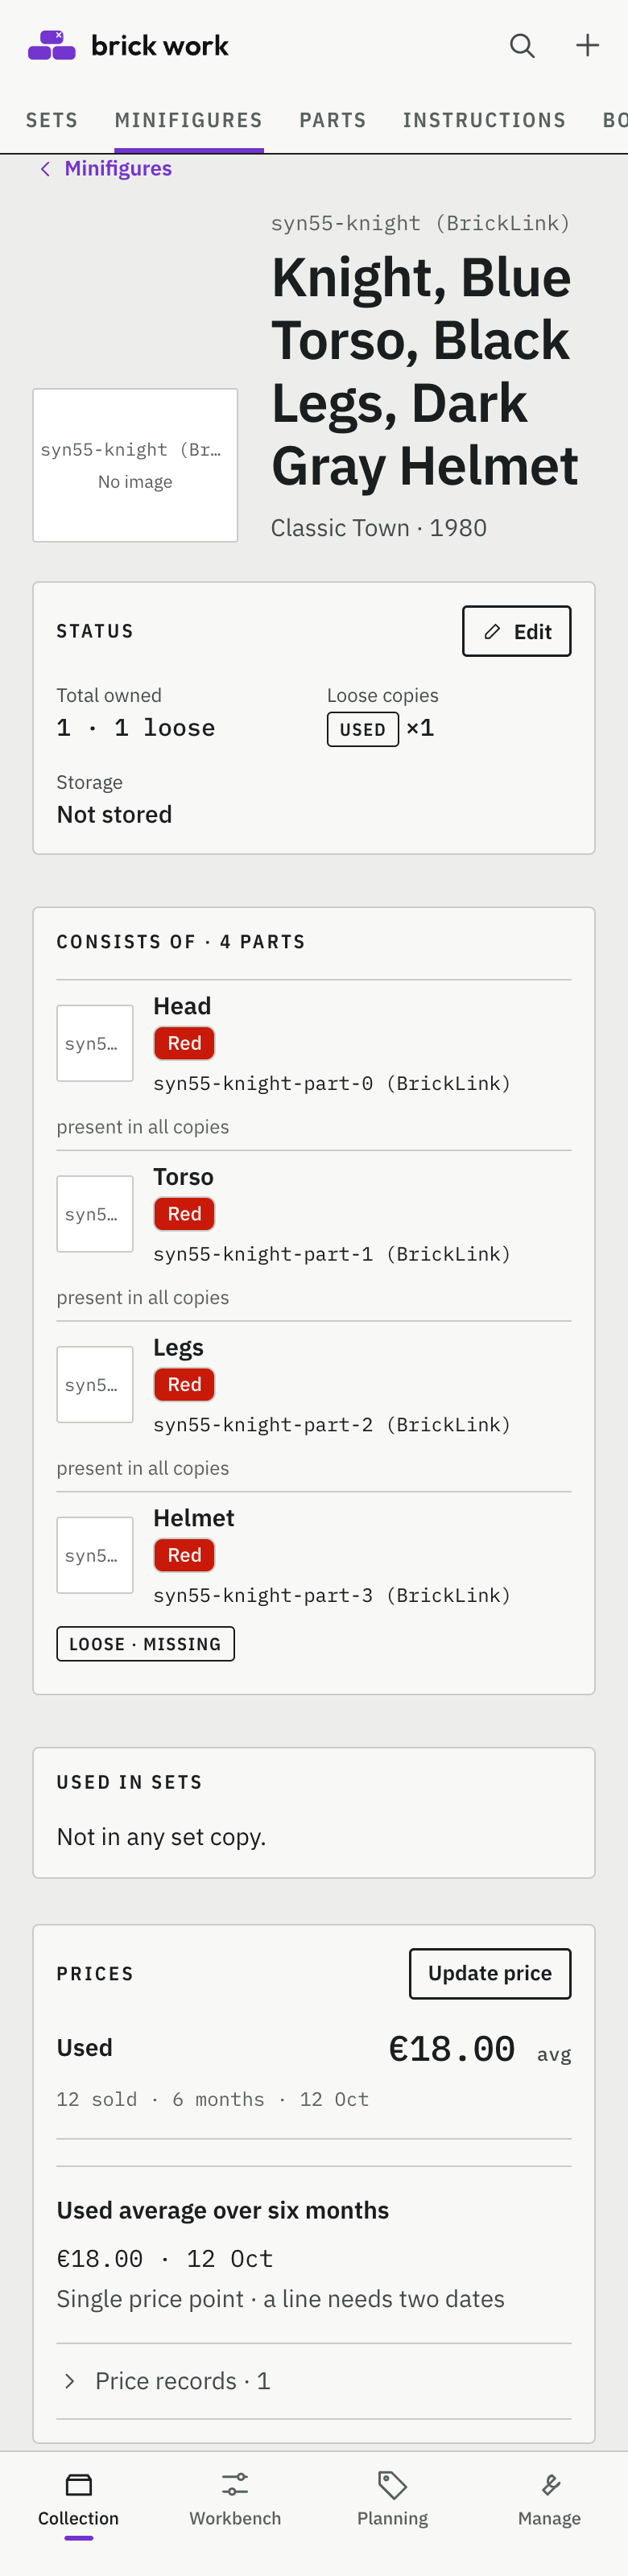 brick work
SETS MINIFIGURES PARTS INSTRUCTIONS BO
Minifigures
syn55-knight (BrickLink)
Knight, Blue
Torso, Black
Legs, Dark
Gray Helmet
Classic Town · 1980
syn55-knight (Br…
No image
STATUS
Edit
Total owned
1 · 1 loose
Loose copies
USED ×1
Storage
Not stored
CONSISTS OF · 4 PARTS
syn5…
Head
Red
syn55-knight-part-0 (BrickLink)
present in all copies
syn5…
Torso
Red
syn55-knight-part-1 (BrickLink)
present in all copies
syn5…
Legs
Red
syn55-knight-part-2 (BrickLink)
present in all copies
syn5…
Helmet
Red
syn55-knight-part-3 (BrickLink)
LOOSE · MISSING
USED IN SETS
Not in any set copy.
PRICES
Update price
Used €18.00 avg
12 sold · 6 months · 12 Oct
Used average over six months
€18.00 · 12 Oct
Single price point · a line needs two dates
Price records · 1
Collection Workbench Planning Manage